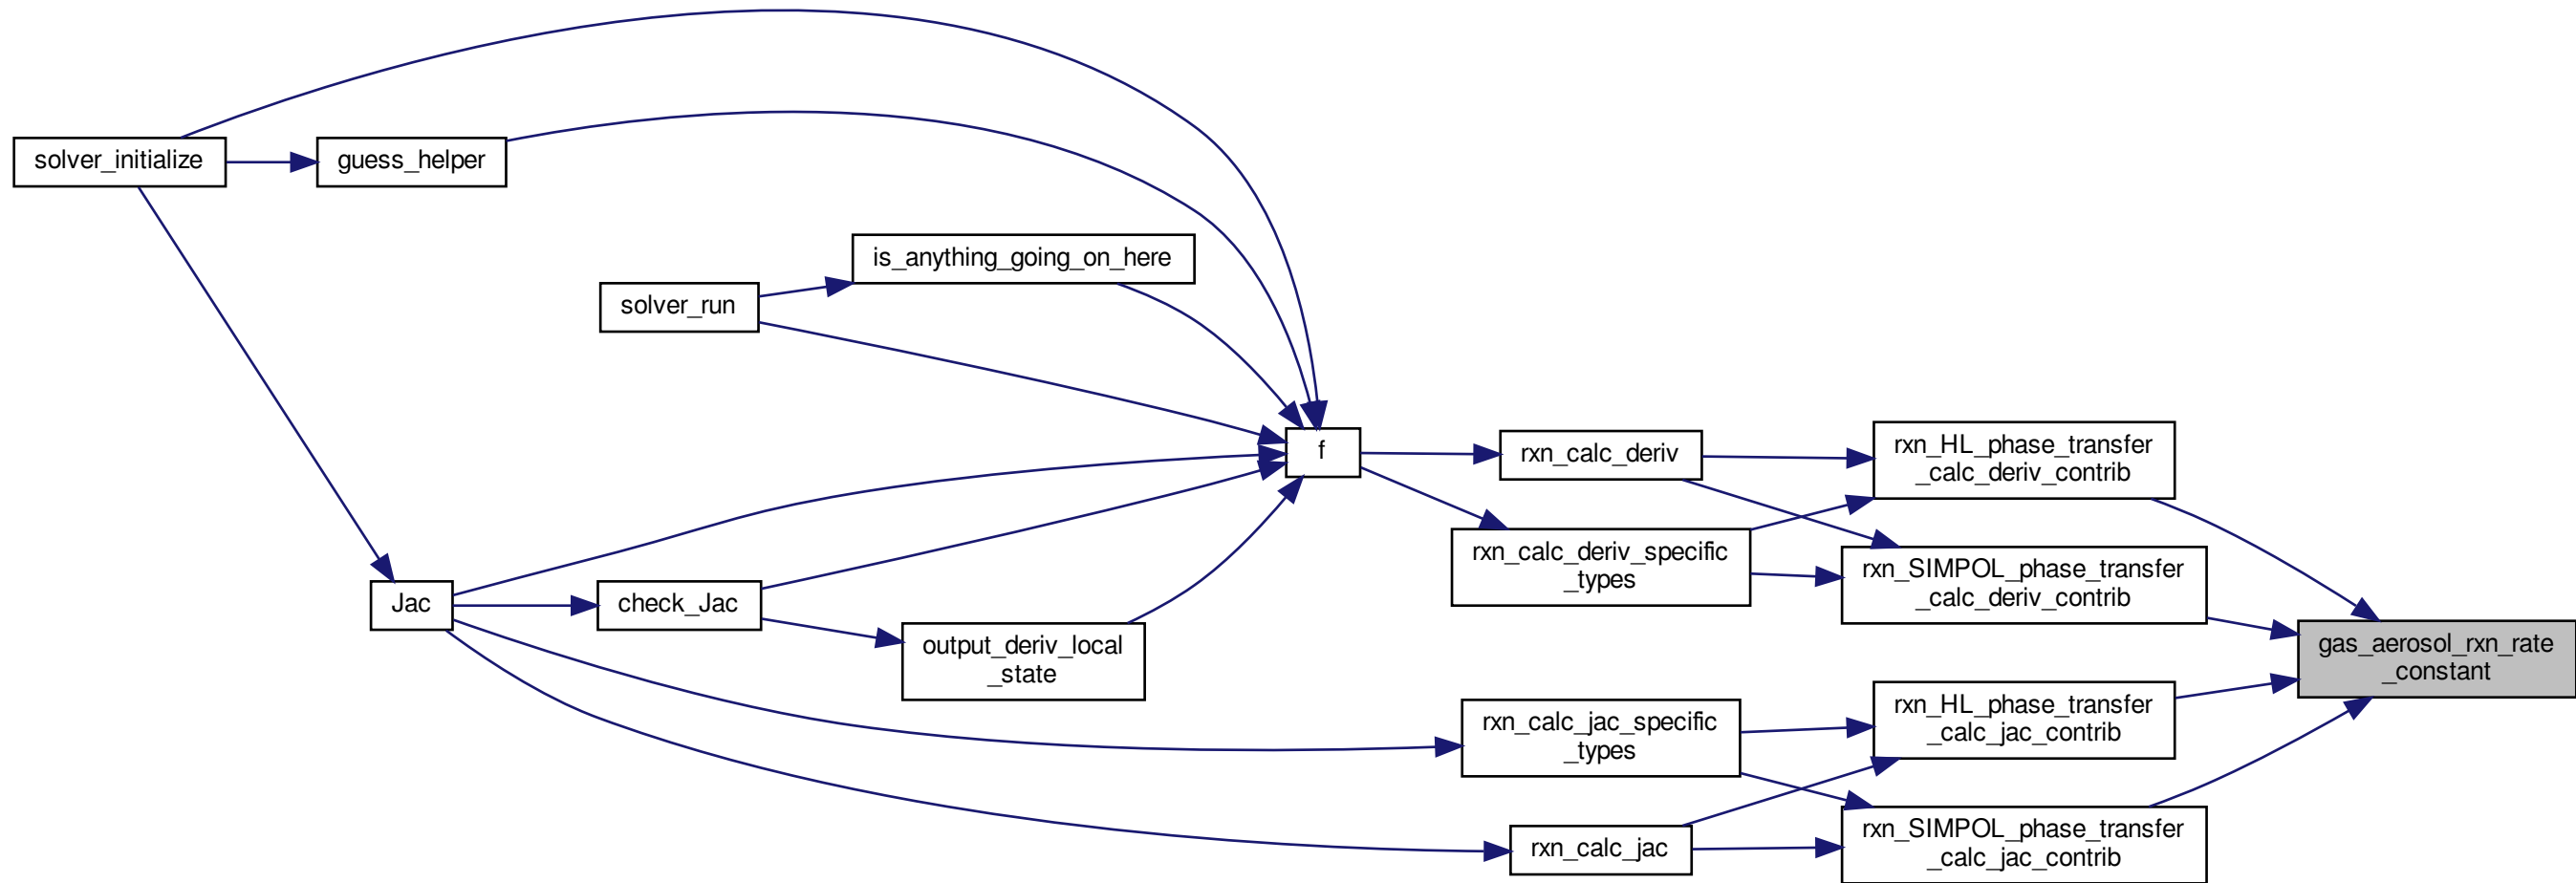 solver_initialize
guess_helper
is_anything_going_on_here
solver_run
f
rxn_calc_deriv
rxn_HL_phase_transfer
_calc_deriv_contrib
rxn_calc_deriv_specific
_types
rxn_SIMPOL_phase_transfer
_calc_deriv_contrib
Jac
check_Jac
output_deriv_local
_state
gas_aerosol_rxn_rate
_constant
rxn_calc_jac_specific
_types
rxn_HL_phase_transfer
_calc_jac_contrib
rxn_calc_jac
rxn_SIMPOL_phase_transfer
_calc_jac_contrib